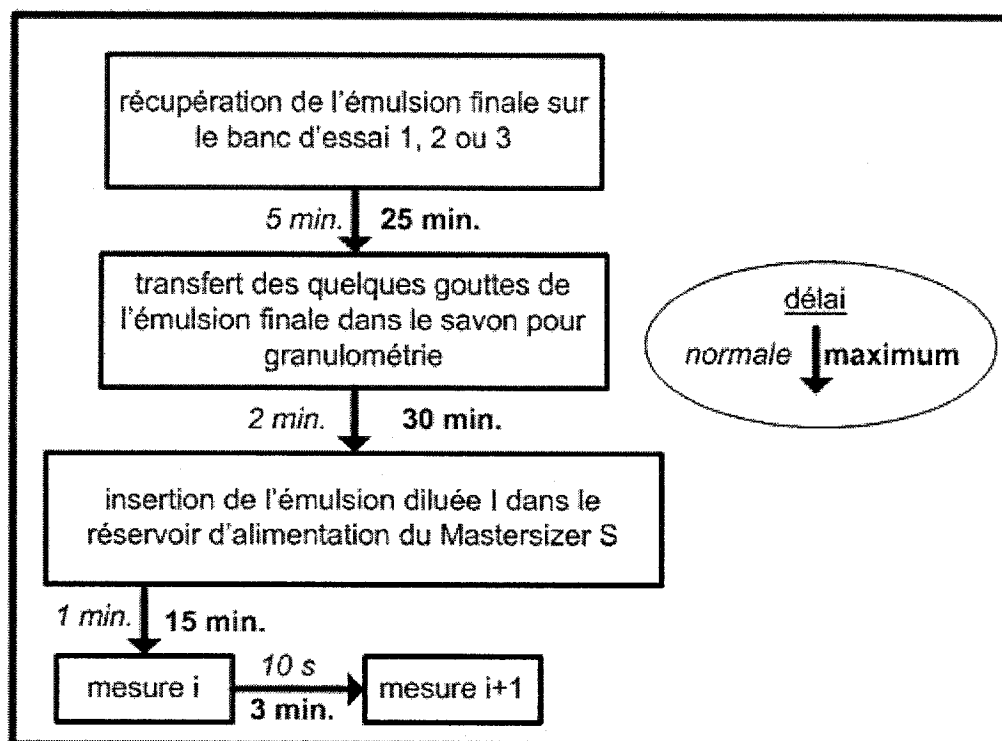 récupération de l'émulsion finale sur
le banc d'essai 1, 2 ou 3
5 min. 25 min.
transfert des quelques gouttes de
l'émulsion finale dans le savon pour
granulométrie
délai
normale maximum
2 min. 30 min.
insertion de l'émulsion diluée I dans le
réservoir d'alimentation du Mastersizer S
1 min. 15 min.
10 s
mesure i mesure i+1
3 min.